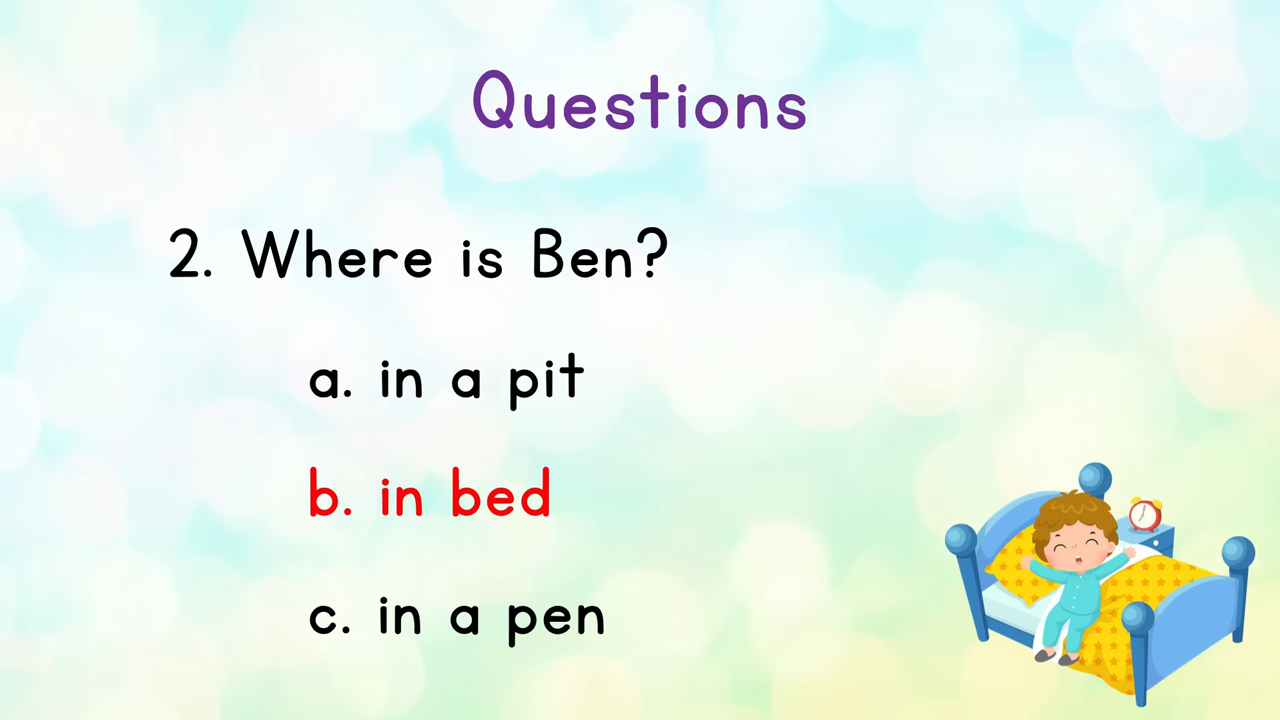 Questions
2. Where is Ben?
a. in a pit
b. in bed
c. in a pen